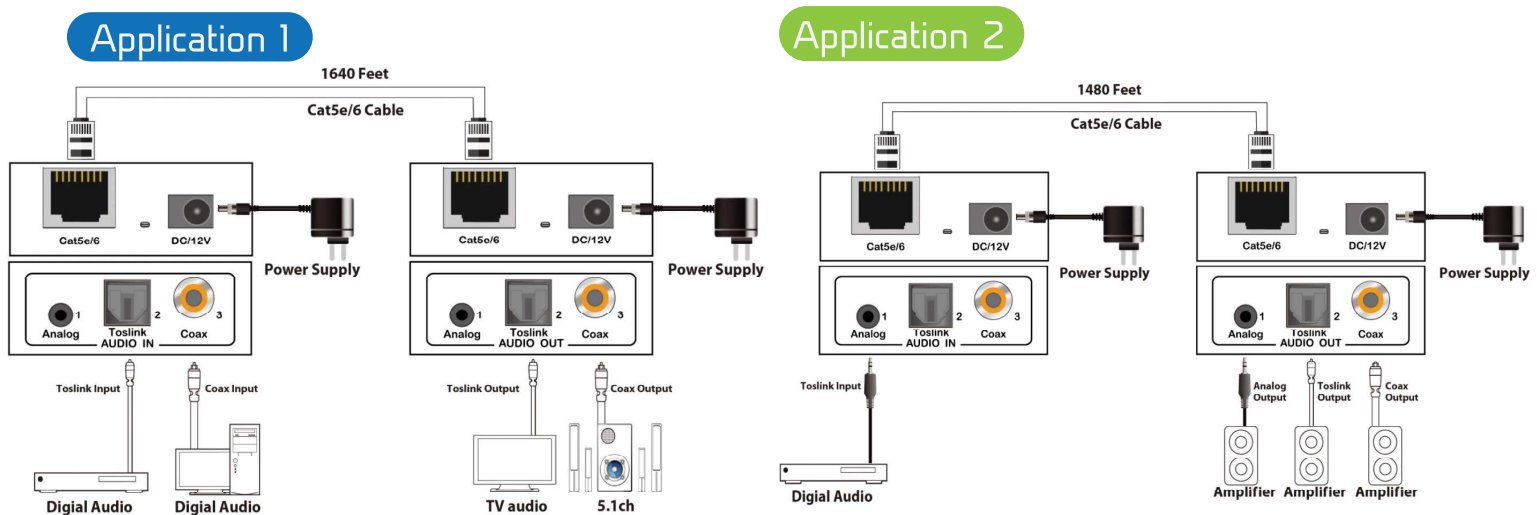 Application 1
1640 Feet
Cat5e/6 Cable
Cat5e/6
DC/12V
Power Supply
Cat5e/6
DC/12V
Power Supply
1
2
3
Analog
Toslink
Coax
AUDIO IN
1
2
3
Analog
Toslink
Coax
AUDIO OUT
Toslink Input
Coax Input
Toslink Output
Coax Output
Digial Audio
Digial Audio
TV audio
5.1ch
Application 2
1480 Feet
Cat5e/6 Cable
Cat5e/6
DC/12V
Power Supply
Cat5e/6
DC/12V
Power Supply
1
2
3
Analog
Toslink
Coax
AUDIO IN
1
2
3
Analog
Toslink
Coax
AUDIO OUT
Toslink Input
Analog
Output
Toslink
Output
Coax
Output
Digial Audio
Amplifier
Amplifier
Amplifier